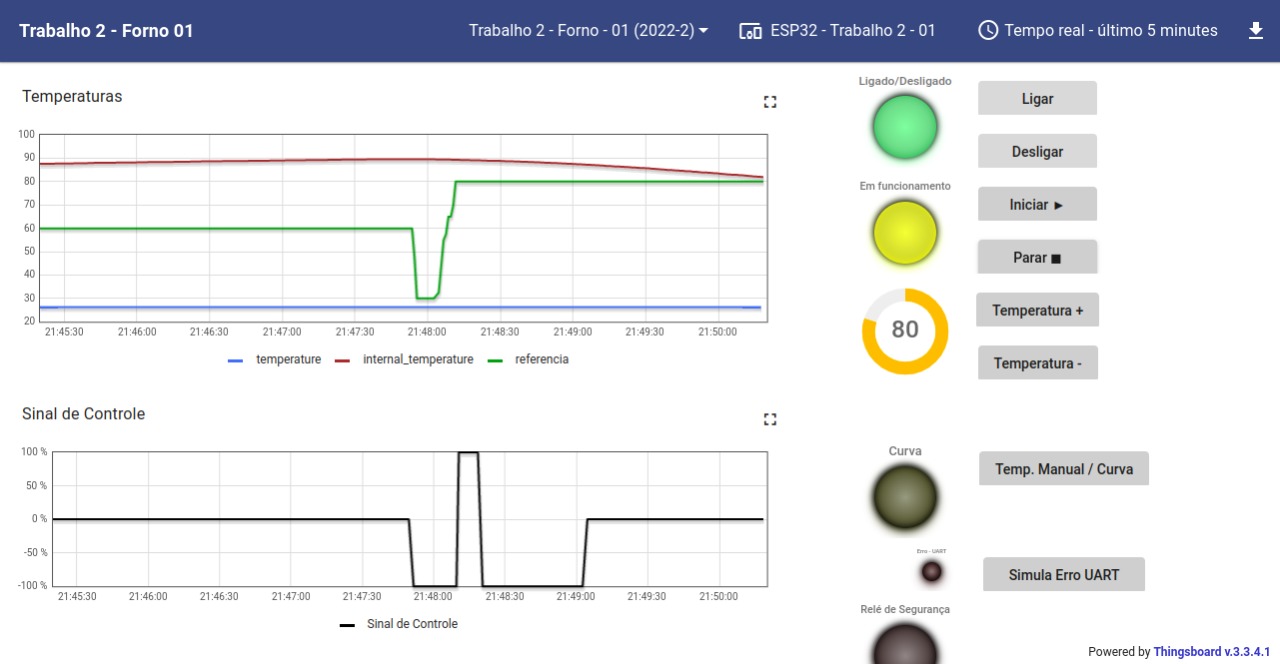 Trabalho 2 - Forno 01
Trabalho 2 - Forno - 01 (2022-2)
ESP32 - Trabalho 2 - 01
Tempo real - último 5 minutes
Temperaturas
100
90
80
70
60
50
40
30
20
21:45:30 21:46:00 21:46:30 21:47:00 21:47:30 21:48:00 21:48:30 21:49:00 21:49:30 21:50:00
temperature internal_temperature referencia
Sinal de Controle
100 %
50 %
0 %
-50 %
-100 %
21:45:30 21:46:00 21:46:30 21:47:00 21:47:30 21:48:00 21:48:30 21:49:00 21:49:30 21:50:00
Sinal de Controle
Ligado/Desligado
Ligar
Desligar
Em funcionamento
Iniciar ►
Parar ■
80
Temperatura +
Temperatura -
Curva
Temp. Manual / Curva
Erro - UART
Simula Erro UART
Relé de Segurança
Powered by Thingsboard v.3.3.4.1